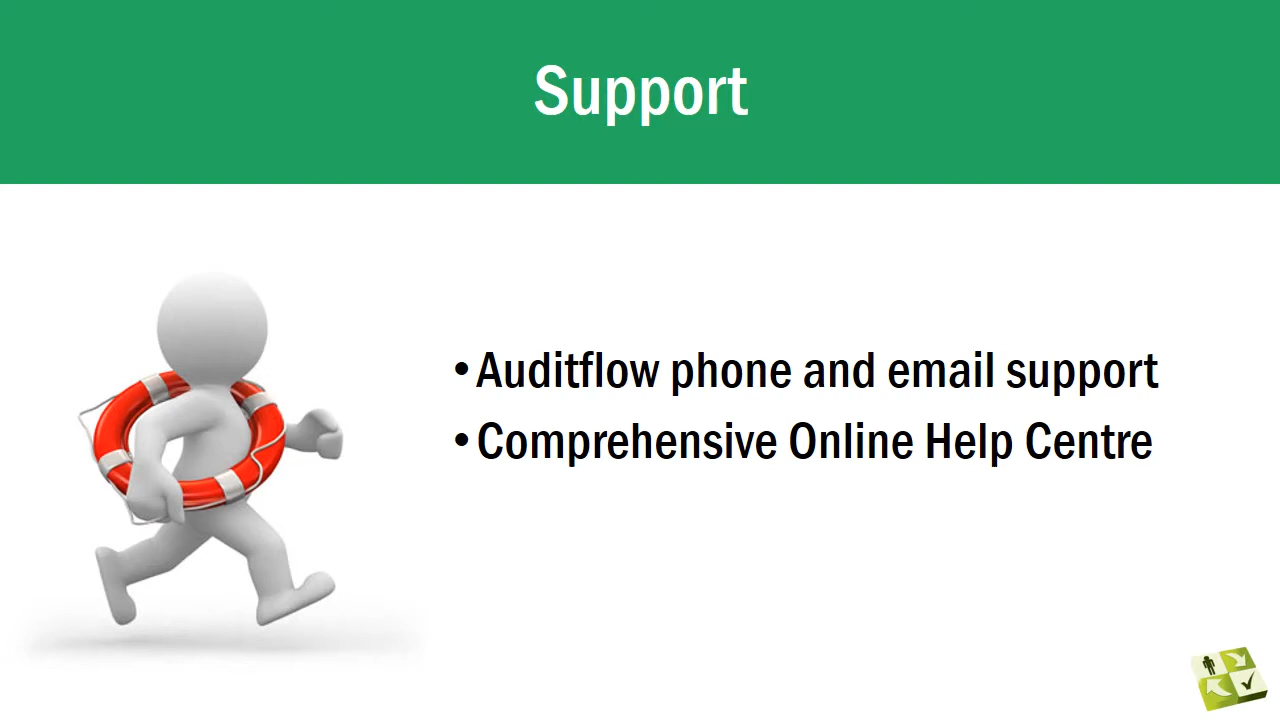 Support
• Auditflow phone and email support
• Comprehensive Online Help Centre